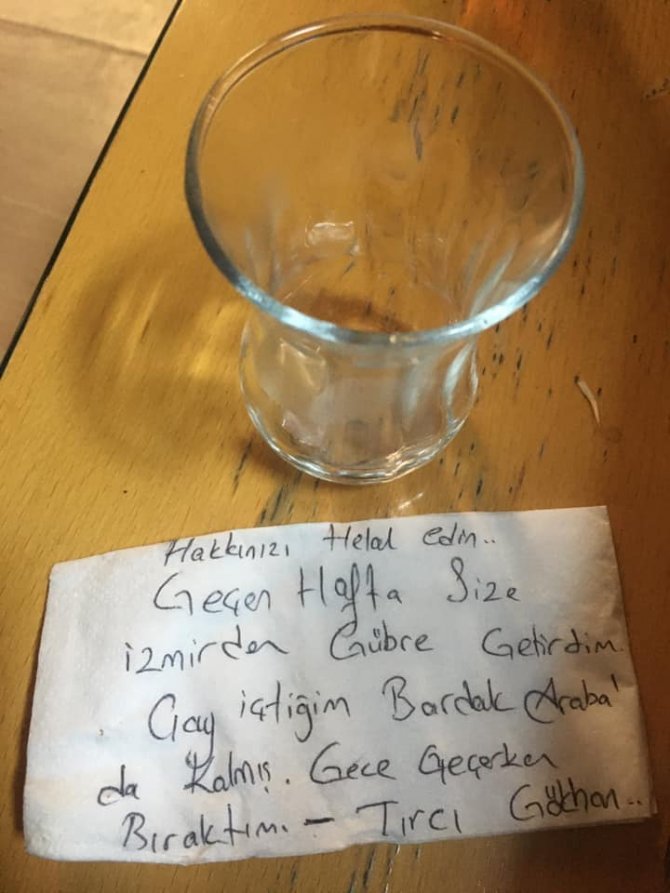 Hakkınızı Helal edin..
Geçen Hafta Size
izmirden Gübre Getirdim.
Çay içtiğim Bardak Araba'
da Kalmış. Gece Geçerken
Bıraktım. - Tırcı Gökhan..